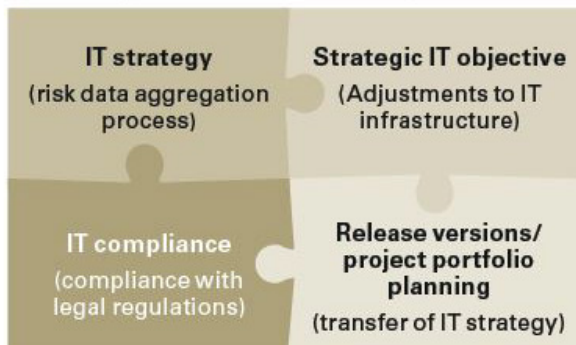 IT strategy
(risk data aggregation
process)
Strategic IT objective
(Adjustments to IT
infrastructure)
IT compliance
(compliance with
legal regulations)
Release versions/
project portfolio
planning
(transfer of IT strategy)